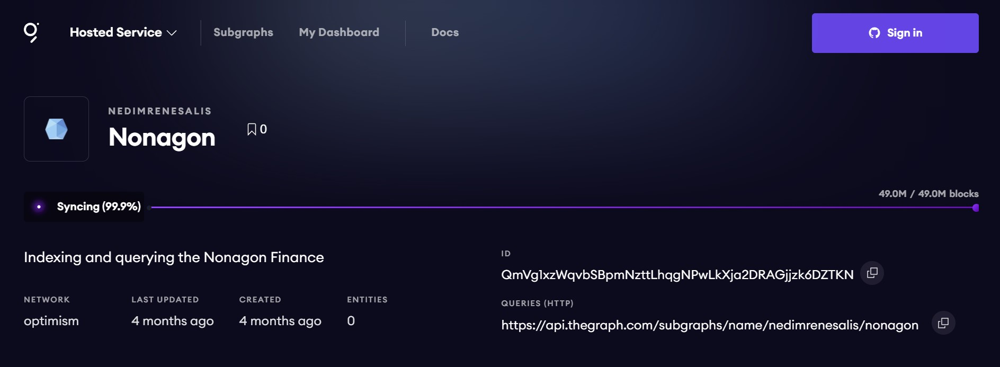 Hosted Service
Subgraphs
My Dashboard
Docs
Sign in
NEDIMRENESALIS
Nonagon
0
Syncing (99.9%)
49.0M / 49.0M blocks
Indexing and querying the Nonagon Finance
NETWORK
optimism
LAST UPDATED
4 months ago
CREATED
4 months ago
ENTITIES
0
ID
QmVg1xzWqvbSBpmNzttLhqgNPwLkXja2DRAGjjzk6DZTKN
QUERIES (HTTP)
https://api.thegraph.com/subgraphs/name/nedimrenesalis/nonagon